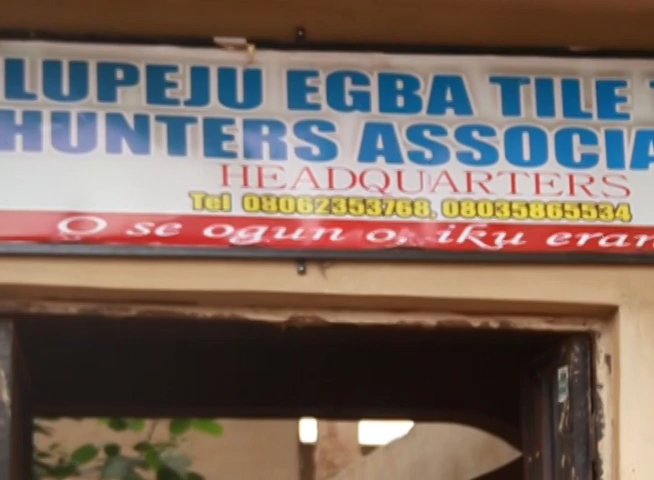 LUPEJU EGBA TILE
HUNTERS ASSOCIA
HEADQUARTERS
Tel 08062353768, 08035865534
O se ogun o, iku eran